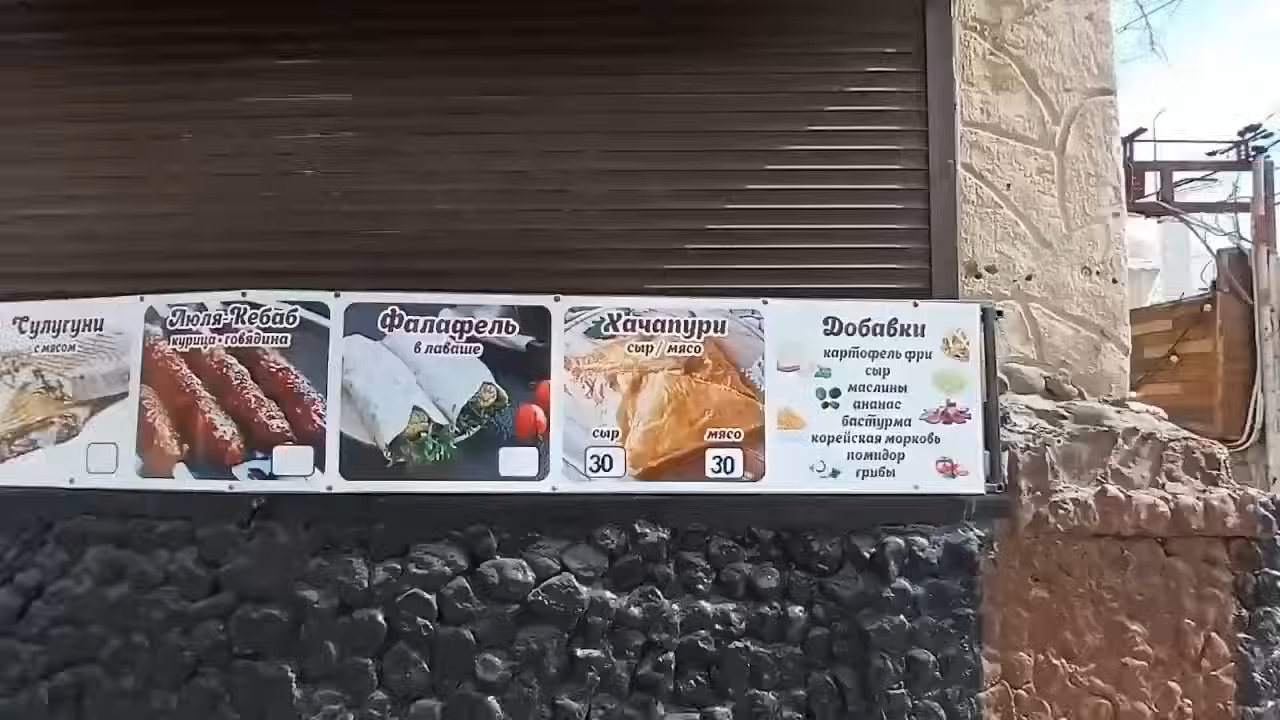 Сулугуни
с мясом
Люля-Кебаб
курица • говядина
Фалафель
в лаваше
Хачапури
сыр / мясо
сыр
мясо
30
30
Добавки
картофель фри
сыр
маслины
ананас
бастурма
корейская морковь
помидор
грибы